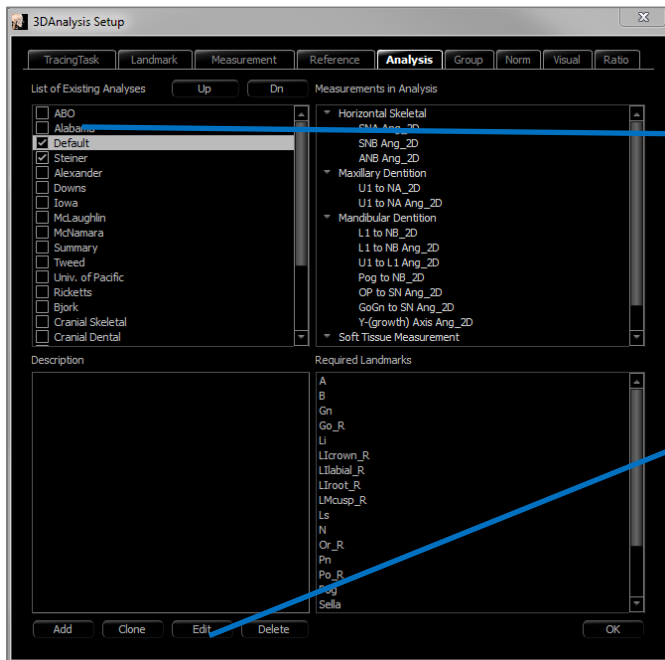 3DAnalysis Setup
TracingTask Landmark Measurement Reference Analysis Group Norm Visual Ratio
List of Existing Analyses Up Dn Measurements in Analysis
ABO
Alabama
Default
Steiner
Alexander
Downs
Iowa
McLaughlin
McNamara
Summary
Tweed
Univ. of Pacific
Ricketts
Bjork
Cranial Skeletal
Cranial Dental
Horizontal Skeletal
SNA Ang_2D
SNB Ang_2D
ANB Ang_2D
Maxillary Dentition
U1 to NA_2D
U1 to NA Ang_2D
Mandibular Dentition
L1 to NB_2D
L1 to NB Ang_2D
U1 to L1 Ang_2D
Pog to NB_2D
OP to SN Ang_2D
GoGn to SN Ang_2D
Y-(growth) Axis Ang_2D
Soft Tissue Measurement
Description
Required Landmarks
A
B
Gn
Go_R
Li
LIcrown_R
LIlabial_R
LIroot_R
LMcusp_R
Ls
N
Or_R
Pn
Po_R
Pog
Sella
Add Clone Edit Delete OK